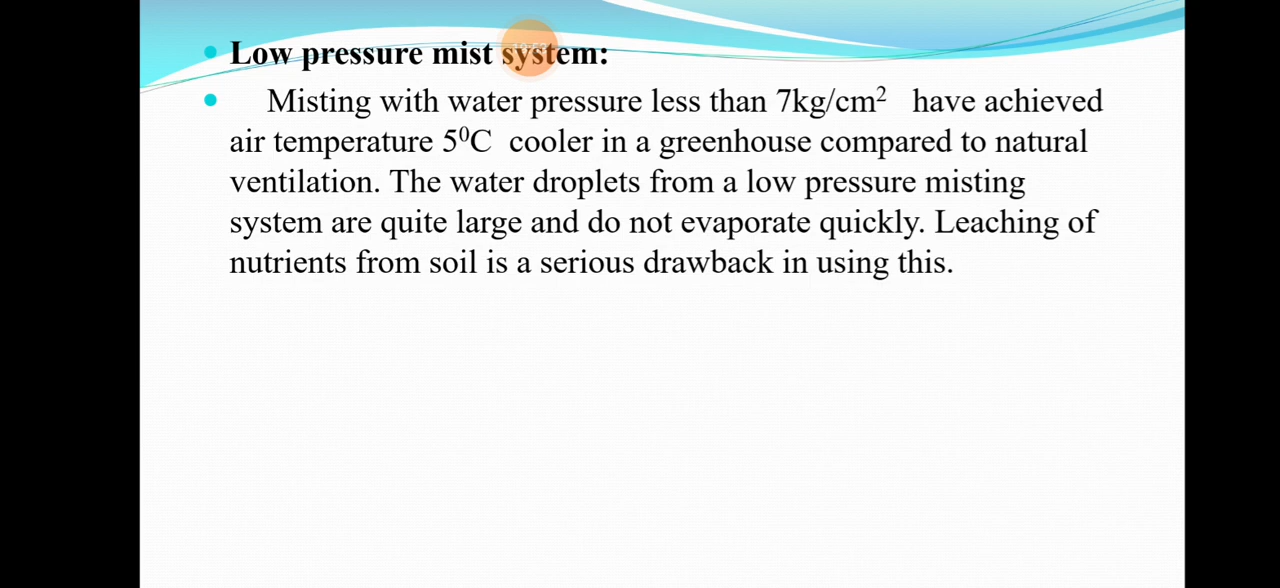 Low pressure mist system:
Misting with water pressure less than 7kg/cm² have achieved
air temperature 5⁰C cooler in a greenhouse compared to natural
ventilation. The water droplets from a low pressure misting
system are quite large and do not evaporate quickly. Leaching of
nutrients from soil is a serious drawback in using this.